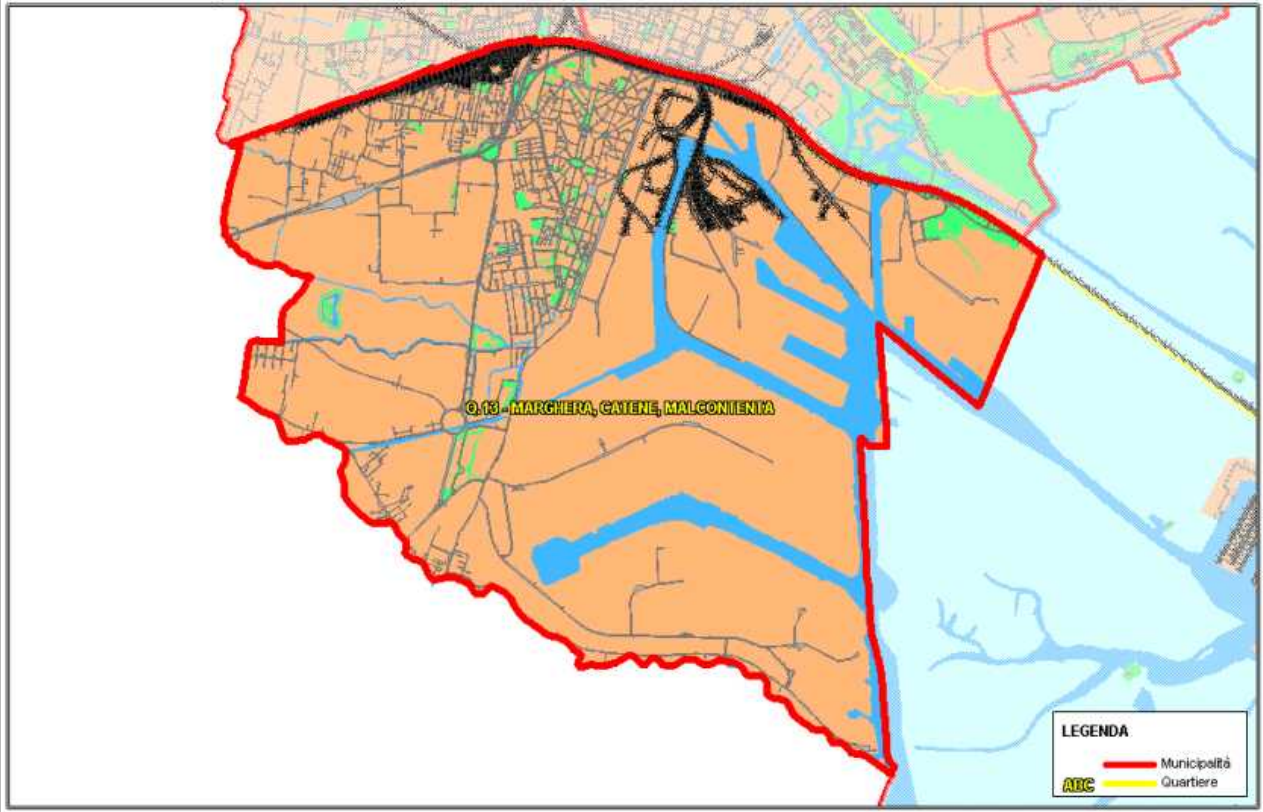 Q.13 - MARGHERA, CATENE, MALCONTENTA
LEGENDA
Municipalità
ABC Quartiere